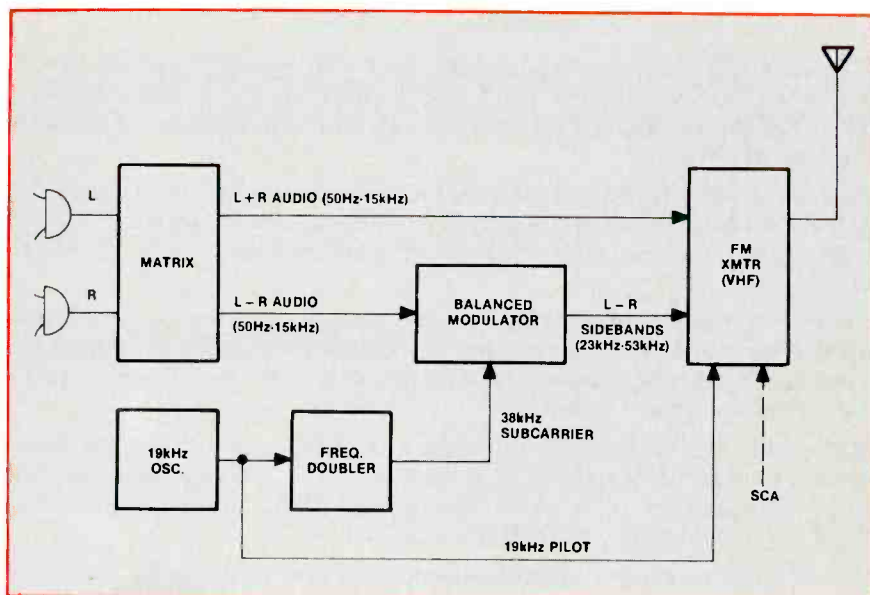 L
R
MATRIX
L+R AUDIO (50Hz-15kHz)
L-R AUDIO
(50Hz-15kHz)
BALANCED
MODULATOR
L-R
SIDEBANDS
(23kHz-53kHz)
FM
XMTR
(VHF)
19kHz
OSC.
FREQ.
DOUBLER
38kHz
SUBCARRIER
SCA
19kHz PILOT